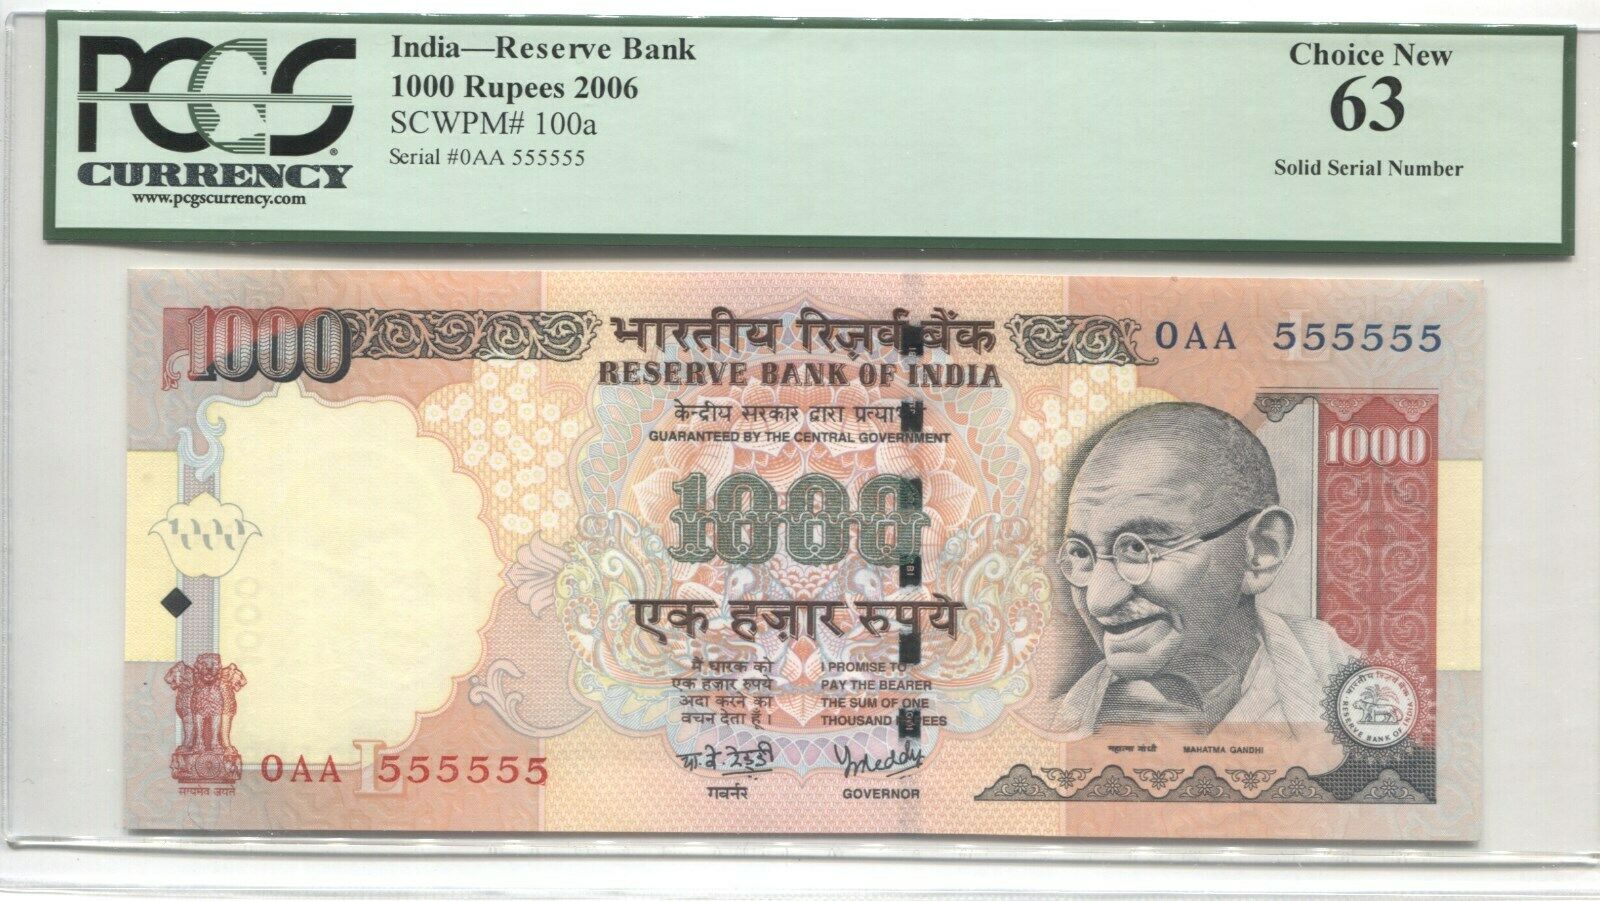 PCGS
CURRENCY
www.pcgscurrency.com
India—Reserve Bank
1000 Rupees 2006
SCWPM# 100a
Serial #0AA 555555
Choice New
63
Solid Serial Number
1000
भारतीय रिज़र्व बैंक
RESERVE BANK OF INDIA
0AA 555555
केन्द्रीय सरकार द्वारा
GUARANTEED BY THE CENTRAL GOVERNMENT
1000
1000
एक हज़ार रुपये
मैं धारक को
एक हज़ार रुपये
अदा करने का
वचन देता हूँ ।
I PROMISE TO
PAY THE BEARER
THE SUM OF ONE
THOUSAND RUPEES
गवर्नर
GOVERNOR
महात्मा गांधी MAHATMA GANDHI
भारतीय रिज़र्व बैंक
RESERVE BANK OF INDIA
सत्यमेव जयते
0AA 555555
L